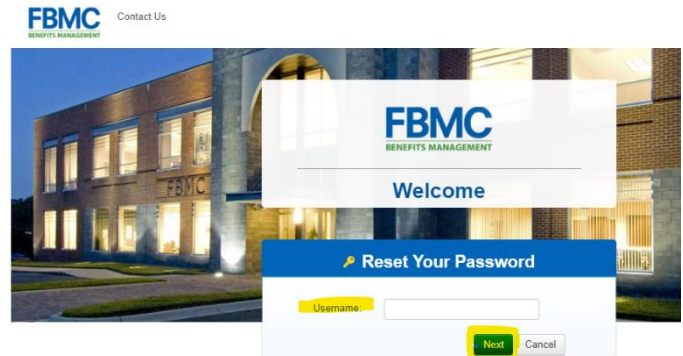 FBMC
BENEFITS MANAGEMENT
Contact Us
FBMC
FBMC
BENEFITS MANAGEMENT
Welcome
Reset Your Password
Username:
Next
Cancel